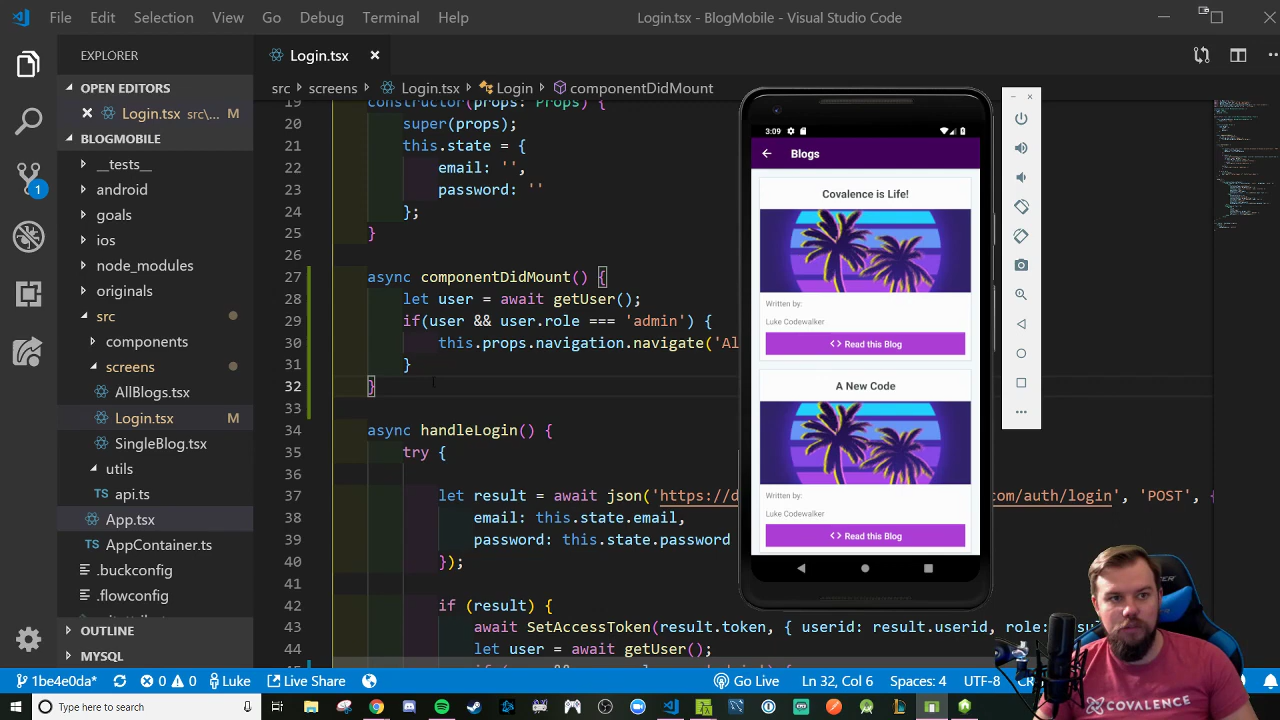 File Edit Selection View Go Debug Terminal Help
Login.tsx - BlogMobile - Visual Studio Code
EXPLORER
Login.tsx
OPEN EDITORS
Login.tsx src\... M
BLOGMOBILE
__tests__
android
goals
ios
node_modules
originals
src
components
screens
AllBlogs.tsx
Login.tsx M
SingleBlog.tsx
utils
api.ts
App.tsx
AppContainer.ts
.buckconfig
.flowconfig
OUTLINE
MYSQL
src > screens > Login.tsx > Login > componentDidMount
19 constructor(props: Props) {
20 super(props);
21 this.state = {
22 email: '',
23 password: ''
24 };
25 }
26
27 async componentDidMount() {
28 let user = await getUser();
29 if(user && user.role === 'admin') {
30 this.props.navigation.navigate('Al
31 }
32 }
33
34 async handleLogin() {
35 try {
36
37 let result = await json('https://d com/auth/login', 'POST', {
38 email: this.state.email,
39 password: this.state.password
40 });
41
42 if (result) {
43 await SetAccessToken(result.token, { userid: result.userid, role:
44 let user = await getUser();
3:09
Blogs
Covalence is Life!
Written by:
Luke Codewalker
<> Read this Blog
A New Code
Written by:
Luke Codewalker
<> Read this Blog
COVALENCE
1be4e0da* 0 0 Luke Live Share Go Live Ln 32, Col 6 Spaces: 4 UTF-8
Type here to search